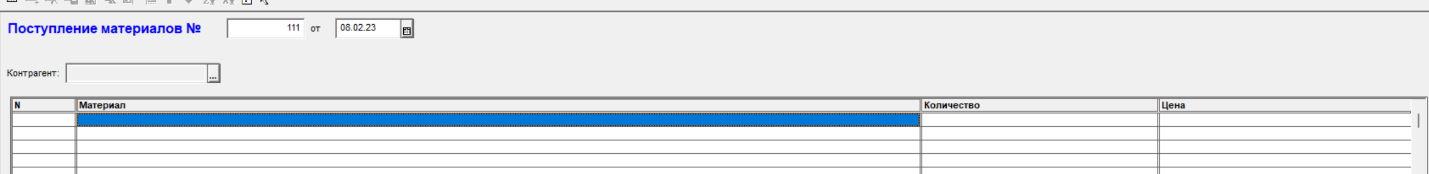 Поступление материалов № 111 от 08.02.23
Контрагент: ...
N Материал Количество Цена